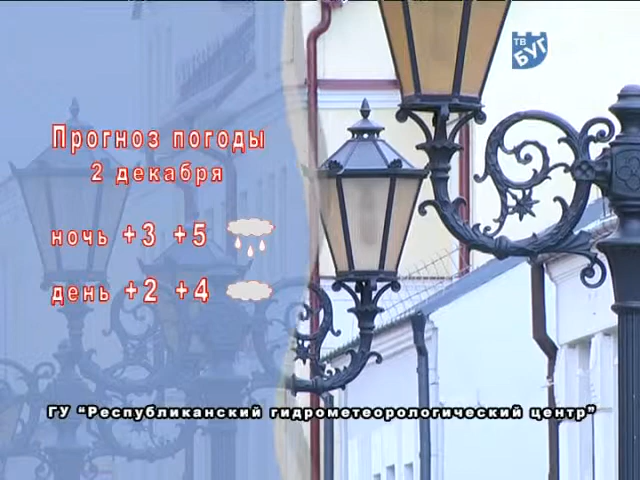 ТВ
БУГ
Прогноз погоды
2 декабря
ночь +3 +5
день +2 +4
ГУ “Республиканский гидрометеорологический центр”